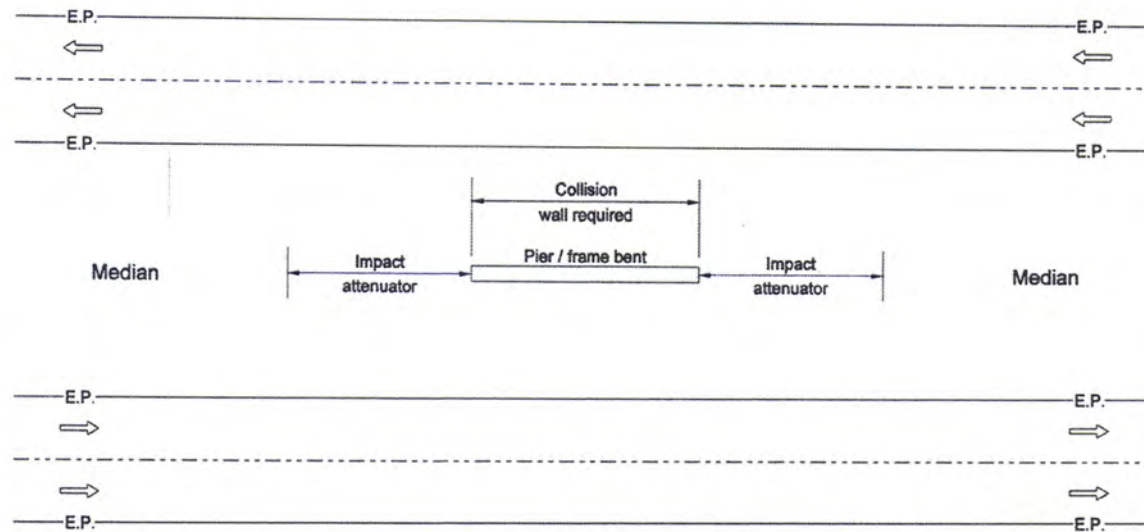 E.P. E.P.
E.P. E.P.
Collision
wall required
Median Impact Pier / frame bent Impact Median
attenuator attenuator
E.P. E.P.
E.P. E.P.